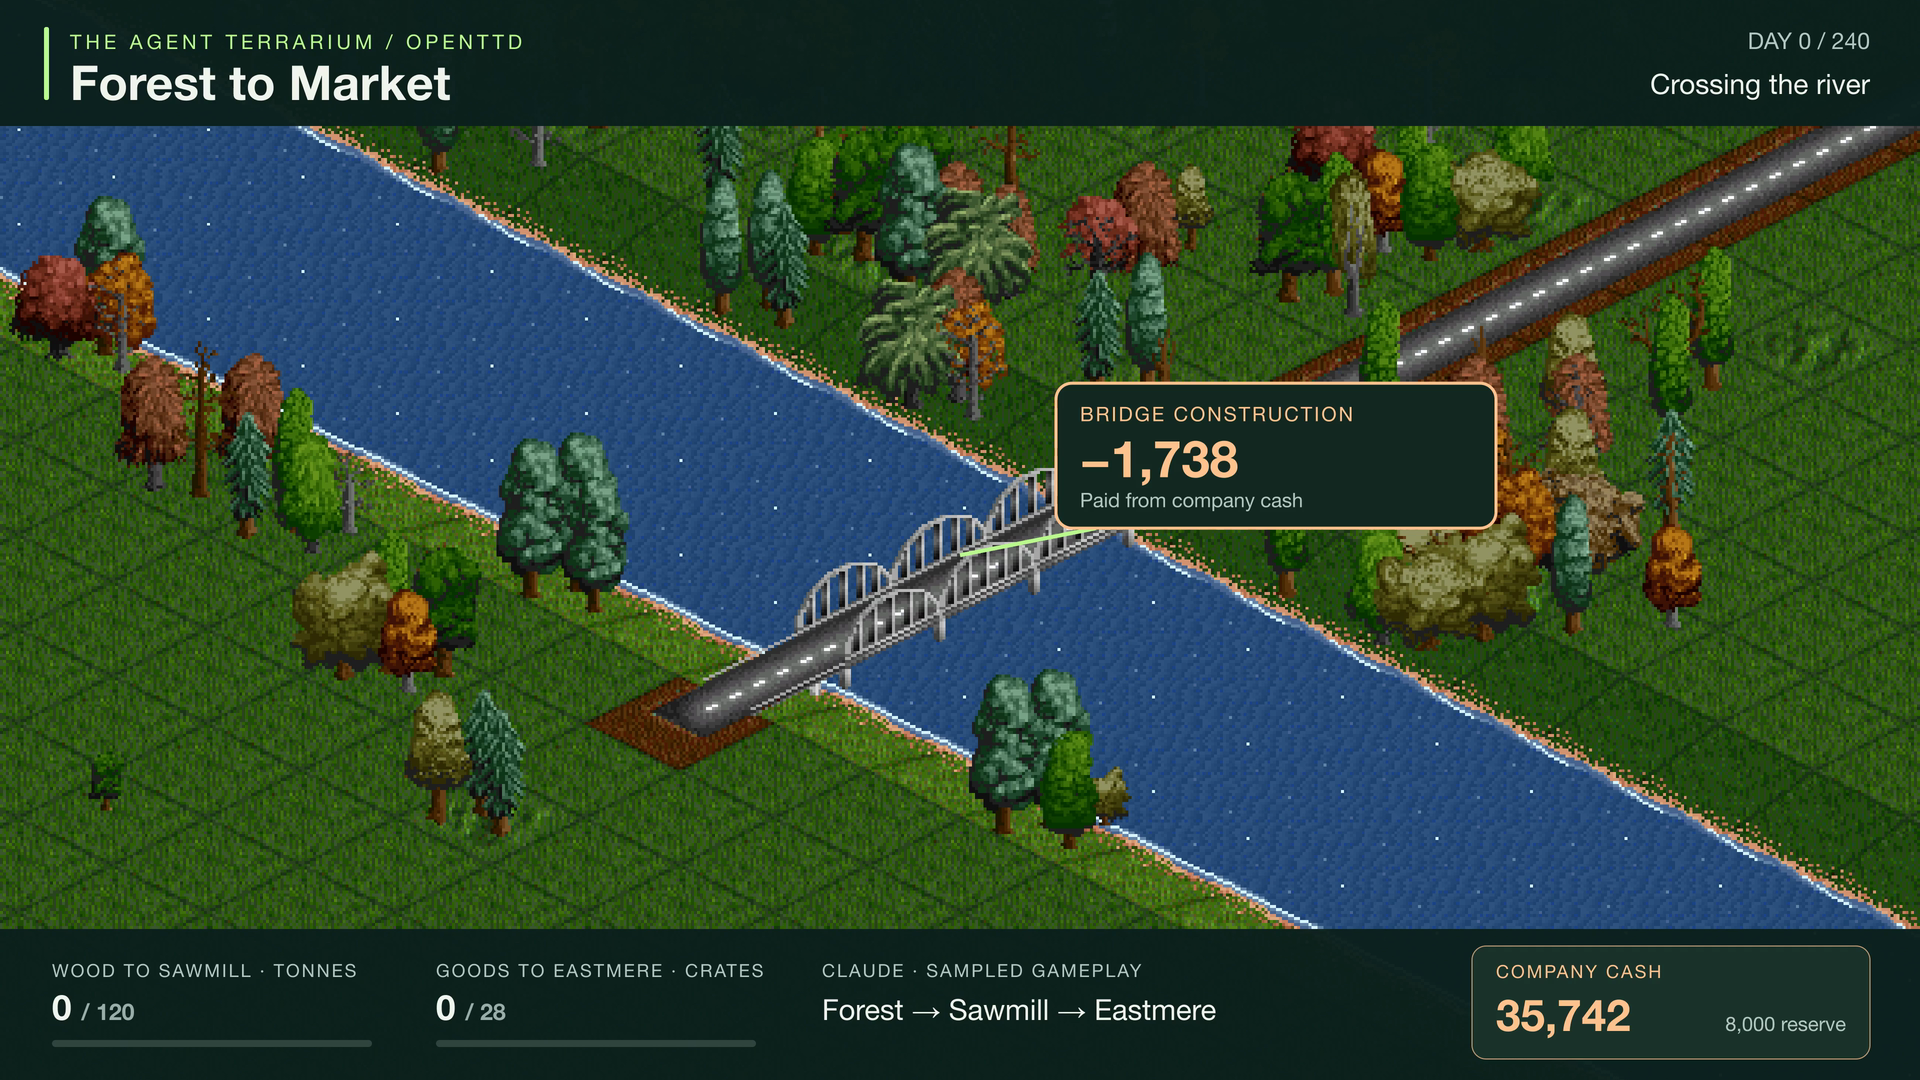 THE AGENT TERRARIUM / OPENTTD
Forest to Market
DAY 0 / 240
Crossing the river
BRIDGE CONSTRUCTION
−1,738
Paid from company cash
WOOD TO SAWMILL · TONNES
0 / 120
GOODS TO EASTMERE · CRATES
0 / 28
CLAUDE · SAMPLED GAMEPLAY
Forest → Sawmill → Eastmere
COMPANY CASH
35,742
8,000 reserve